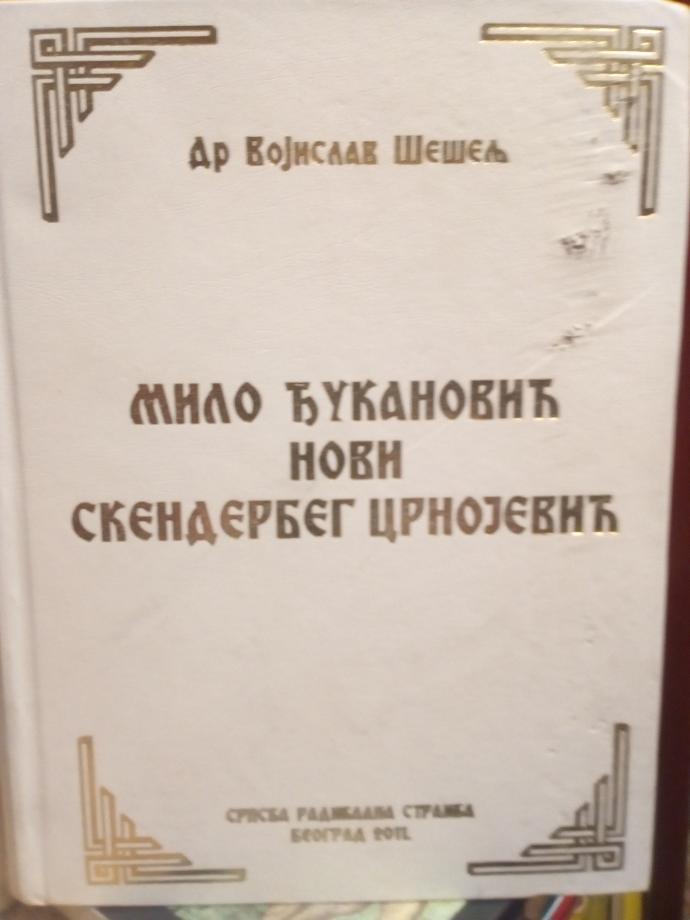 Др Војислав Шешељ
МИЛО ЂУКАНОВИЋ
НОВИ
СКЕНДЕРБЕГ ЦРНОЈЕВИЋ
СРПСКА РАДИКАЛНА СТРАНКА
БЕОГРАД 2011.